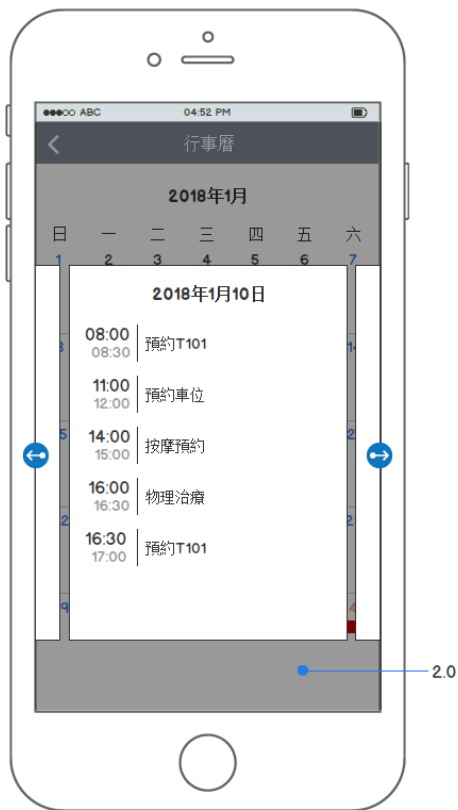 ABC 04:52 PM
行事曆
2018年1月
日 一 二 三 四 五 六
1 2 3 4 5 6 7
2018年1月10日
08:00
08:30
預約T101
11:00
12:00
預約車位
14:00
15:00
按摩預約
16:00
16:30
物理治療
16:30
17:00
預約T101
2.0